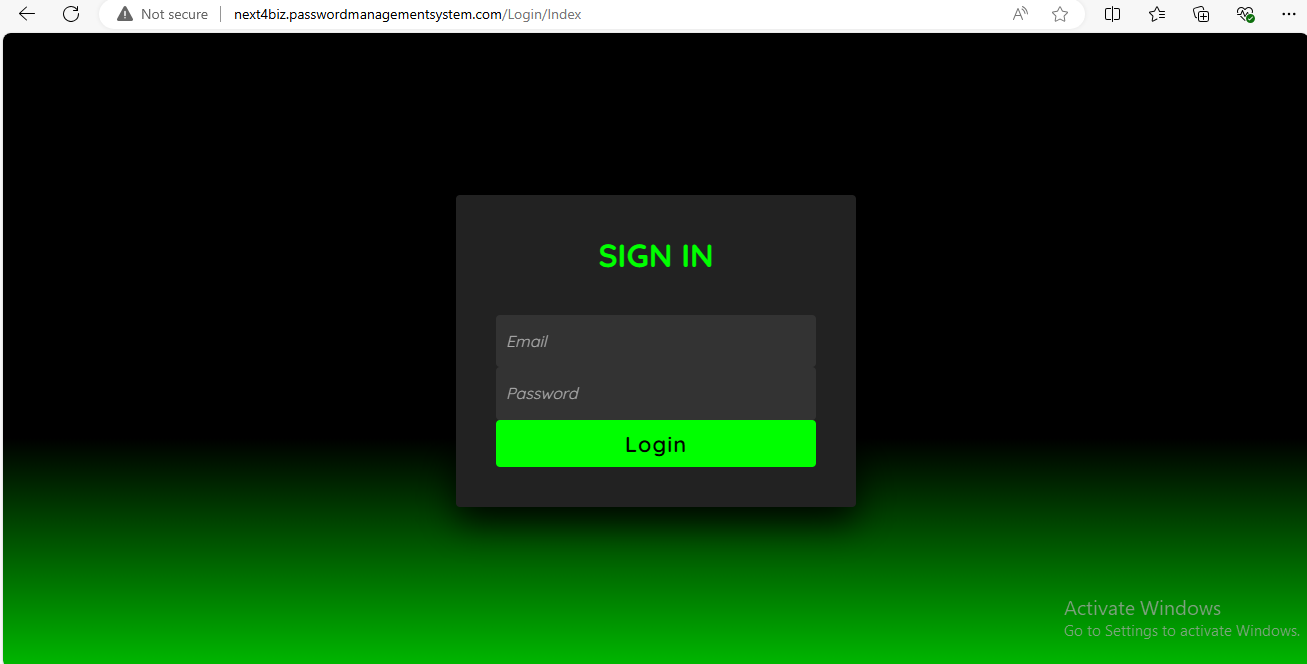 Not secure
next4biz.passwordmanagementsystem.com/Login/Index
SIGN IN
Email
Password
Login
Activate Windows
Go to Settings to activate Windows.